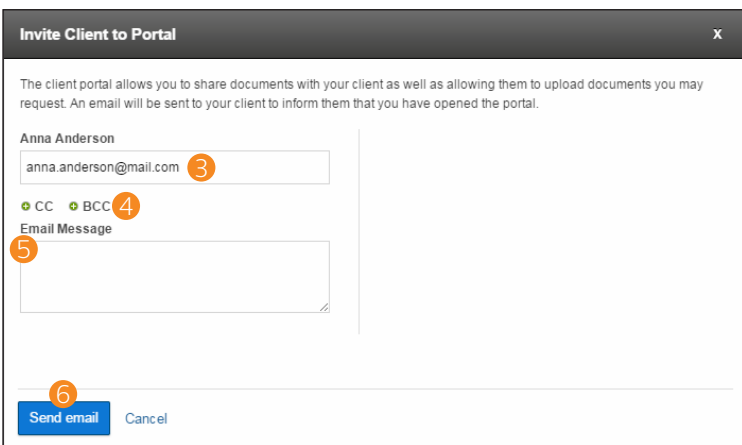 Invite Client to Portal X
The client portal allows you to share documents with your client as well as allowing them to upload documents you may
request. An email will be sent to your client to inform them that you have opened the portal.
Anna Anderson
anna.anderson@mail.com 3
CC BCC 4
Email Message
5
6
Send email Cancel